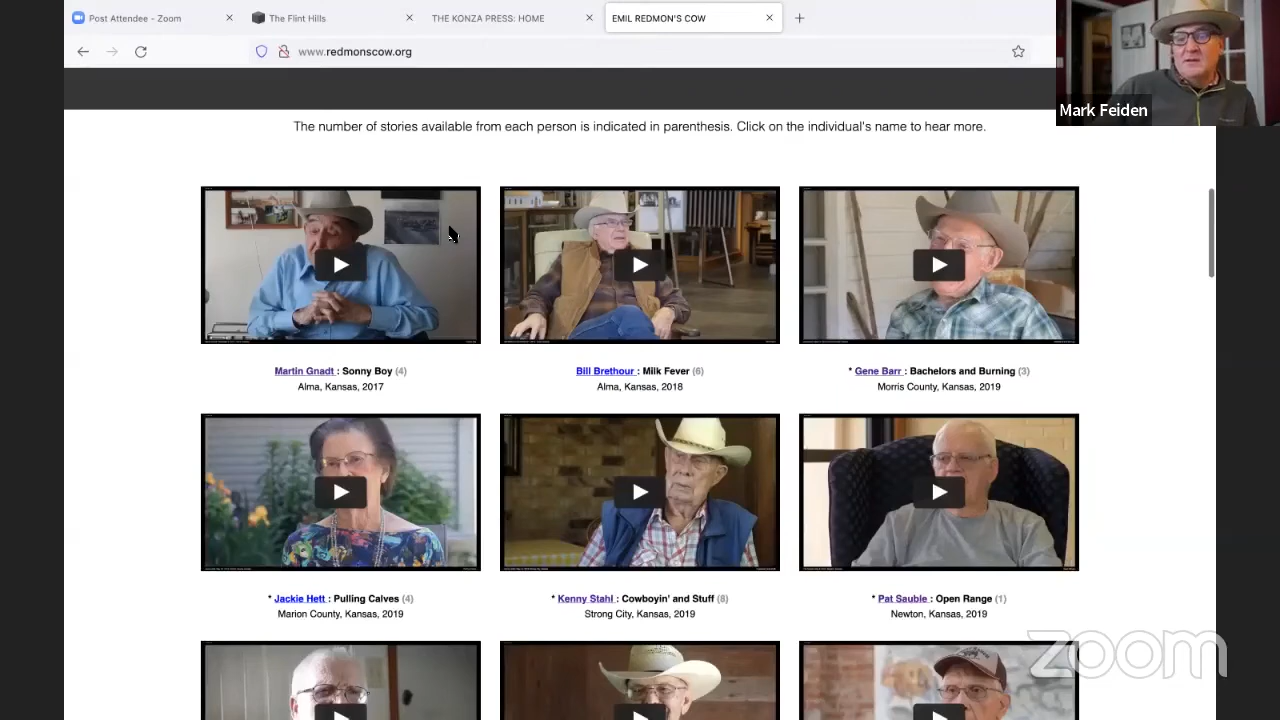 Post Attendee - Zoom
The Flint Hills
THE KONZA PRESS: HOME
EMIL REDMON'S COW
www.redmonscow.org
Mark Feiden
The number of stories available from each person is indicated in parenthesis. Click on the individual's name to hear more.
Martin Gnadt : Sonny Boy (4)
Alma, Kansas, 2017
Bill Brethour : Milk Fever (6)
Alma, Kansas, 2018
* Gene Barr : Bachelors and Burning (3)
Morris County, Kansas, 2019
* Jackie Hett : Pulling Calves (4)
Marion County, Kansas, 2019
* Kenny Stahl : Cowboyin' and Stuff (8)
Strong City, Kansas, 2019
* Pat Sauble : Open Range (1)
Newton, Kansas, 2019
zoom